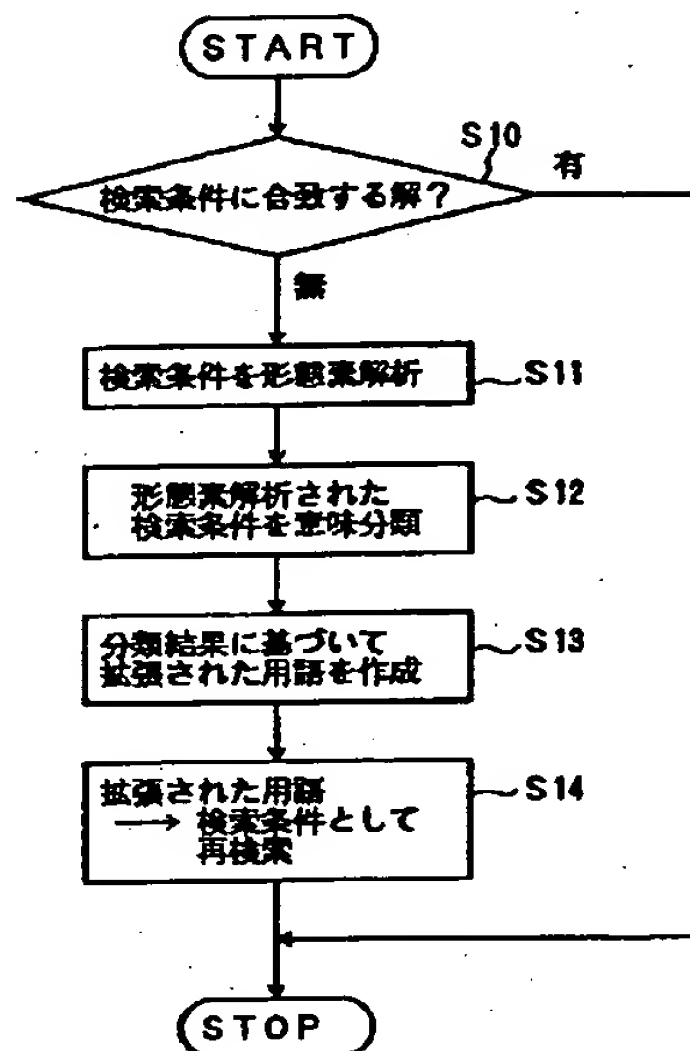 START
S10
検索条件に合致する解？
有
無
検索条件を形態素解析
S11
形態素解析された
検索条件を意味分類
S12
分類結果に基づいて
拡張された用語を作成
S13
拡張された用語
→ 検索条件として
再検索
S14
STOP